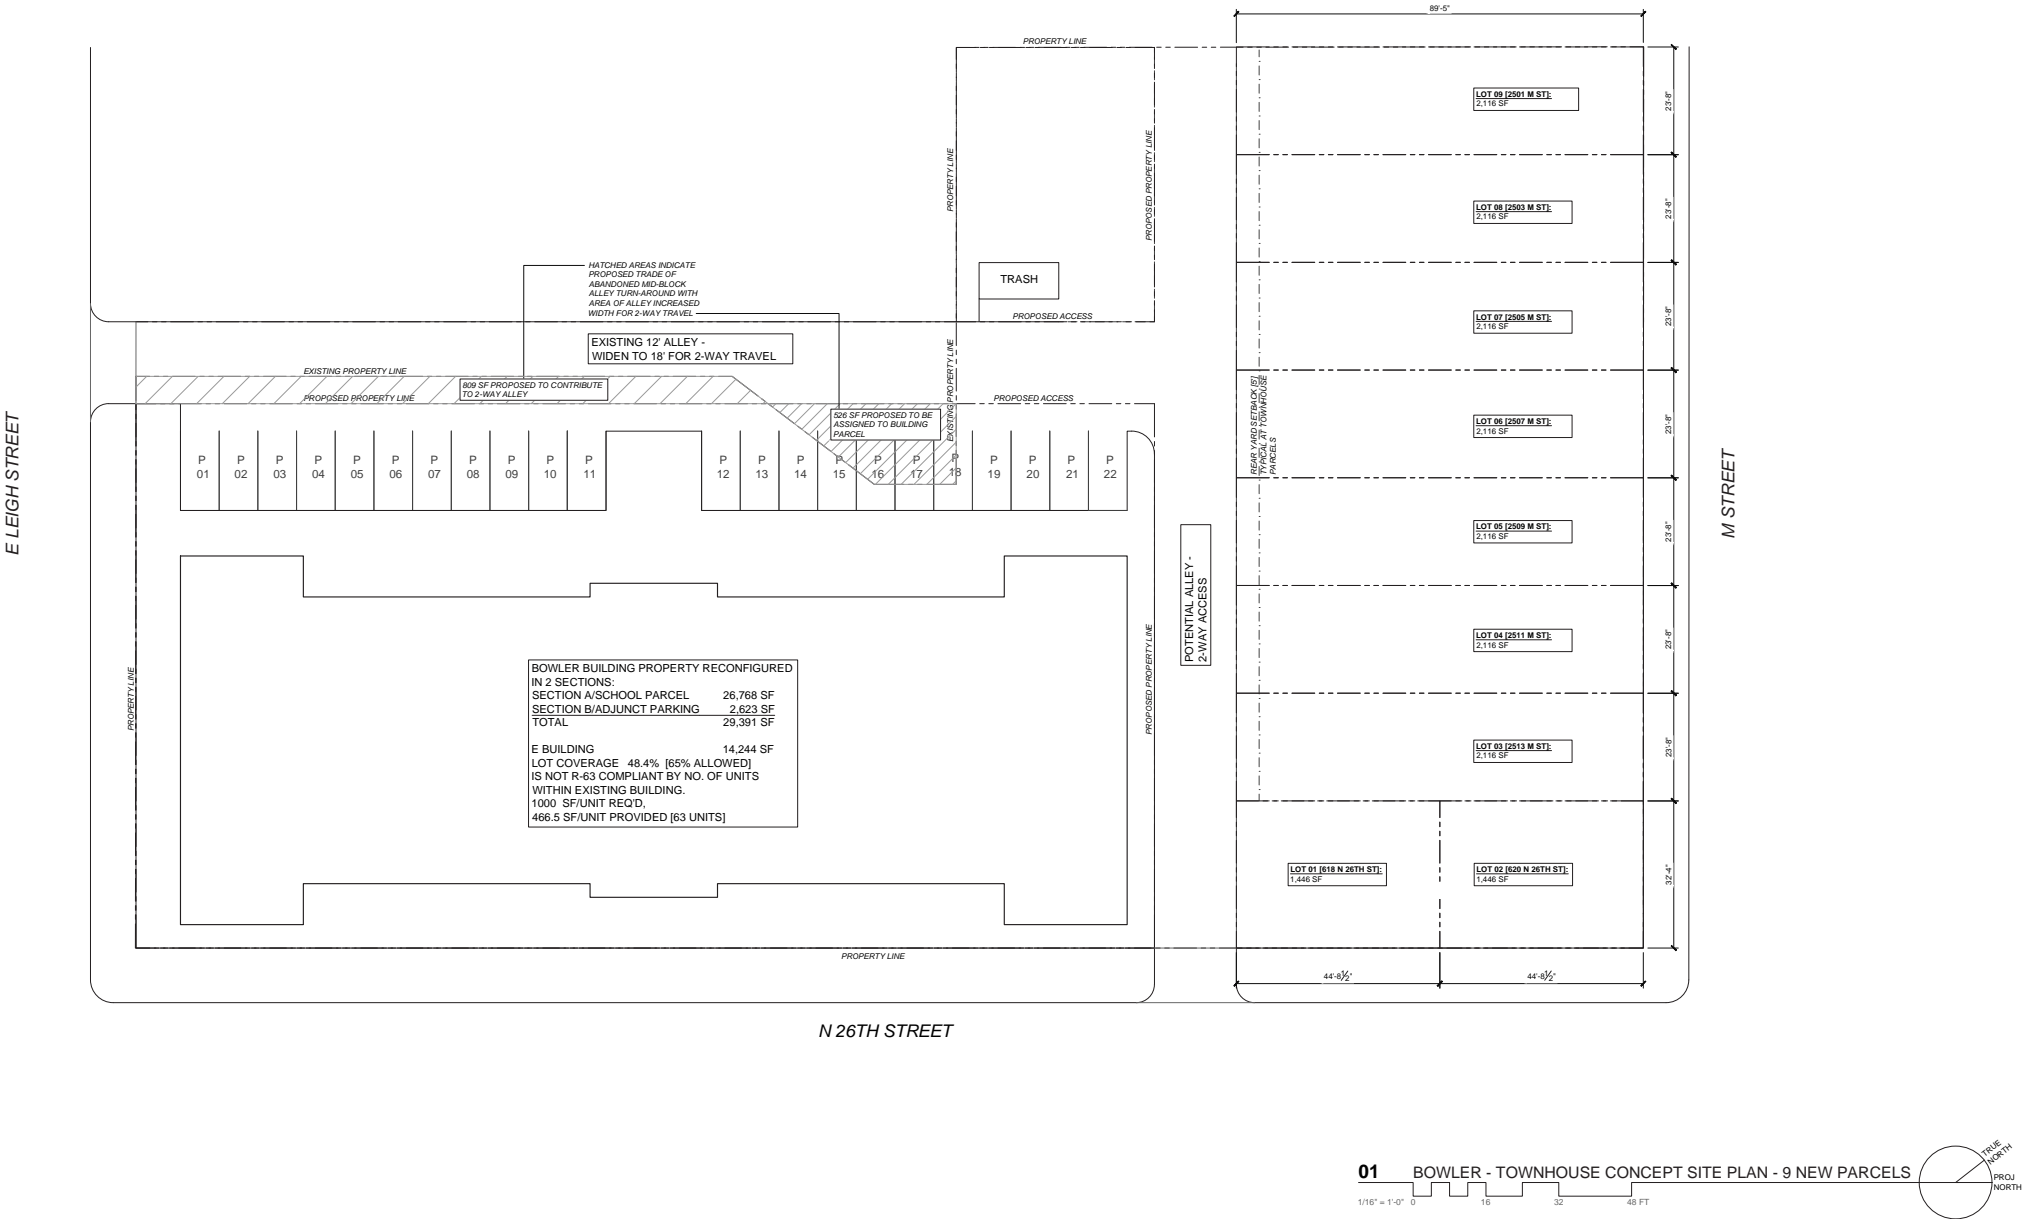 89'-5"
PROPERTY LINE
LOT 09 [2501 M ST]:
2,116 SF
23'-8"
PROPERTY LINE
PROPOSED PROPERTY LINE
LOT 08 [2503 M ST]:
2,116 SF
23'-8"
HATCHED AREAS INDICATE
PROPOSED TRADE OF
ABANDONED MID-BLOCK
ALLEY TURN-AROUND WITH
AREA OF ALLEY INCREASED
WIDTH FOR 2-WAY TRAVEL
TRASH
PROPOSED ACCESS
LOT 07 [2505 M ST]:
2,116 SF
23'-8"
EXISTING 12' ALLEY -
WIDEN TO 18' FOR 2-WAY TRAVEL
EXISTING PROPERTY LINE
EXISTING PROPERTY LINE
809 SF PROPOSED TO CONTRIBUTE
TO 2-WAY ALLEY
PROPOSED PROPERTY LINE
PROPOSED ACCESS
526 SF PROPOSED TO BE
ASSIGNED TO BUILDING
PARCEL
REAR YARD SETBACK [5']
TYPICAL AT TOWNHOUSE
PARCELS
LOT 06 [2507 M ST]:
2,116 SF
23'-8"
E LEIGH STREET
M STREET
P
01
P
02
P
03
P
04
P
05
P
06
P
07
P
08
P
09
P
10
P
11
P
12
P
13
P
14
P
15
P
16
P
17
P
18
P
19
P
20
P
21
P
22
LOT 05 [2509 M ST]:
2,116 SF
23'-8"
POTENTIAL ALLEY -
2-WAY ACCESS
LOT 04 [2511 M ST]:
2,116 SF
23'-8"
PROPERTY LINE
BOWLER BUILDING PROPERTY RECONFIGURED
IN 2 SECTIONS:
SECTION A/SCHOOL PARCEL 26,768 SF
SECTION B/ADJUNCT PARKING 2,623 SF
TOTAL 29,391 SF
E BUILDING 14,244 SF
LOT COVERAGE 48.4% [65% ALLOWED]
IS NOT R-63 COMPLIANT BY NO. OF UNITS
WITHIN EXISTING BUILDING.
1000 SF/UNIT REQ'D,
466.5 SF/UNIT PROVIDED [63 UNITS]
PROPOSED PROPERTY LINE
LOT 03 [2513 M ST]:
2,116 SF
23'-8"
LOT 01 [618 N 26TH ST]:
1,446 SF
LOT 02 [620 N 26TH ST]:
1,446 SF
32'-4"
PROPERTY LINE
44'-8½"
44'-8½"
N 26TH STREET
01 BOWLER - TOWNHOUSE CONCEPT SITE PLAN - 9 NEW PARCELS
1/16" = 1'-0" 0 16 32 48 FT
TRUE
NORTH
PROJ
NORTH